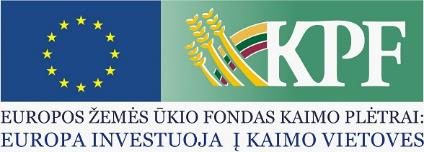 KPF
EUROPOS ŽEMĖS ŪKIO FONDAS KAIMO PLĖTRAI:
EUROPA INVESTUOJA Į KAIMO VIETOVES